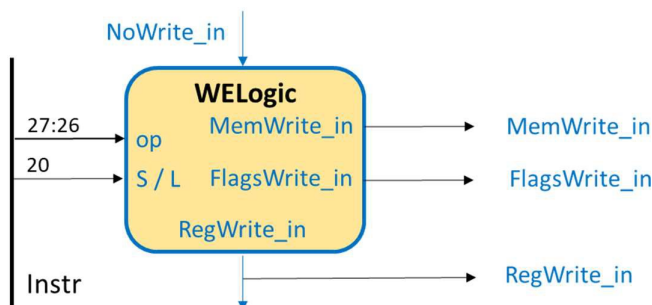 NoWrite_in
WELogic
27:26
op
MemWrite_in
MemWrite_in
20
S / L
FlagsWrite_in
FlagsWrite_in
RegWrite_in
RegWrite_in
Instr